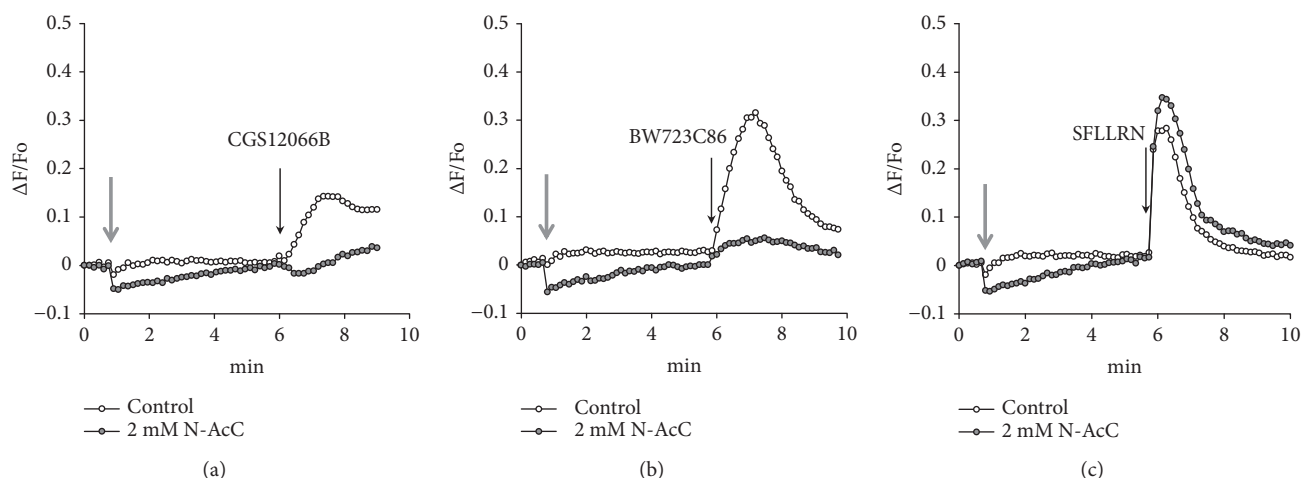 0.5
0.4
0.3
0.2
0.1
0
−0.1
ΔF/Fo
CGS12066B
0 2 4 6 8 10
min
Control
2 mM N-AcC
(a)
0.5
0.4
0.3
0.2
0.1
0
−0.1
ΔF/Fo
BW723C86
0 2 4 6 8 10
min
Control
2 mM N-AcC
(b)
0.5
0.4
0.3
0.2
0.1
0
−0.1
ΔF/Fo
SFLLRN
0 2 4 6 8 10
min
Control
2 mM N-AcC
(c)